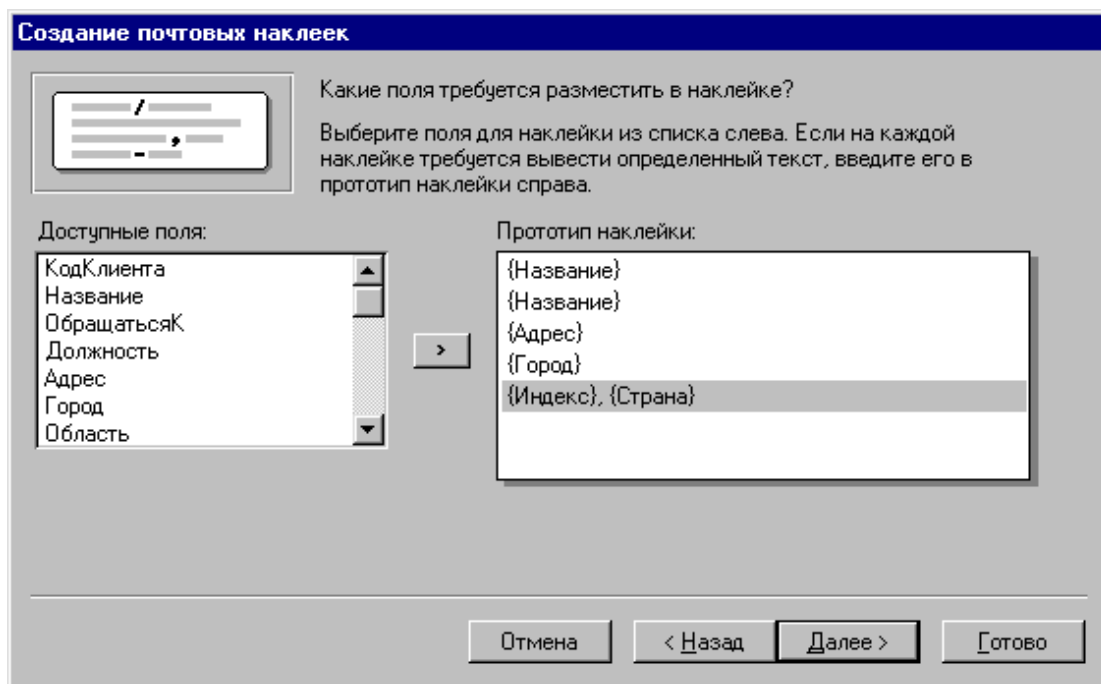 Создание почтовых наклеек
Какие поля требуется разместить в наклейке?
Выберите поля для наклейки из списка слева. Если на каждой
наклейке требуется вывести определенный текст, введите его в
прототип наклейки справа.
Доступные поля:
КодКлиента
Название
ОбращатьсяК
Должность
Адрес
Город
Область
>
Прототип наклейки:
{Название}
{Название}
{Адрес}
{Город}
{Индекс}, {Страна}
Отмена
< Назад
Далее >
Готово